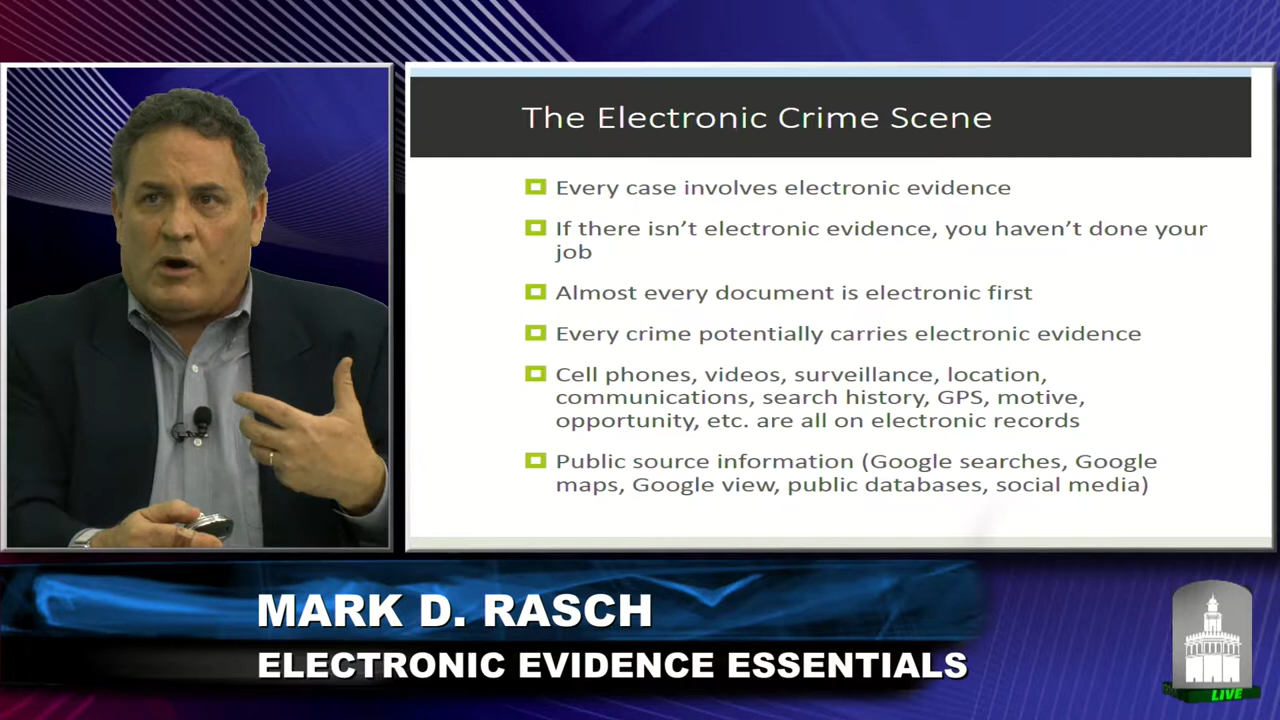 The Electronic Crime Scene
Every case involves electronic evidence
If there isn’t electronic evidence, you haven’t done your
job
Almost every document is electronic first
Every crime potentially carries electronic evidence
Cell phones, videos, surveillance, location,
communications, search history, GPS, motive,
opportunity, etc. are all on electronic records
Public source information (Google searches, Google
maps, Google view, public databases, social media)
MARK D. RASCH
ELECTRONIC EVIDENCE ESSENTIALS
LIVE